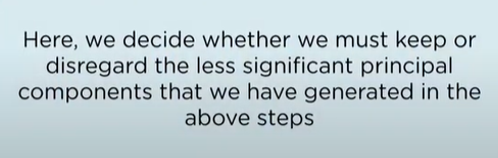 Here, we decide whether we must keep or
disregard the less significant principal
components that we have generated in the
above steps